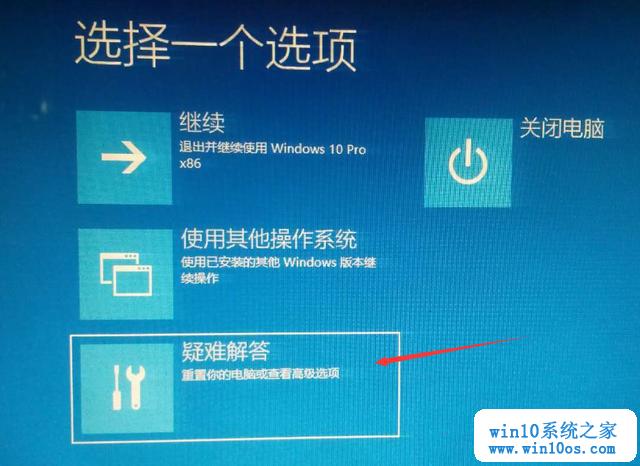 选择一个选项
继续
退出并继续使用 Windows 10 Pro
x86
关闭电脑
使用其他操作系统
使用已安装的其他 Windows 版本继
续操作
疑难解答
重置你的电脑或查看高级选项
win10系统之家
www.win10os.com